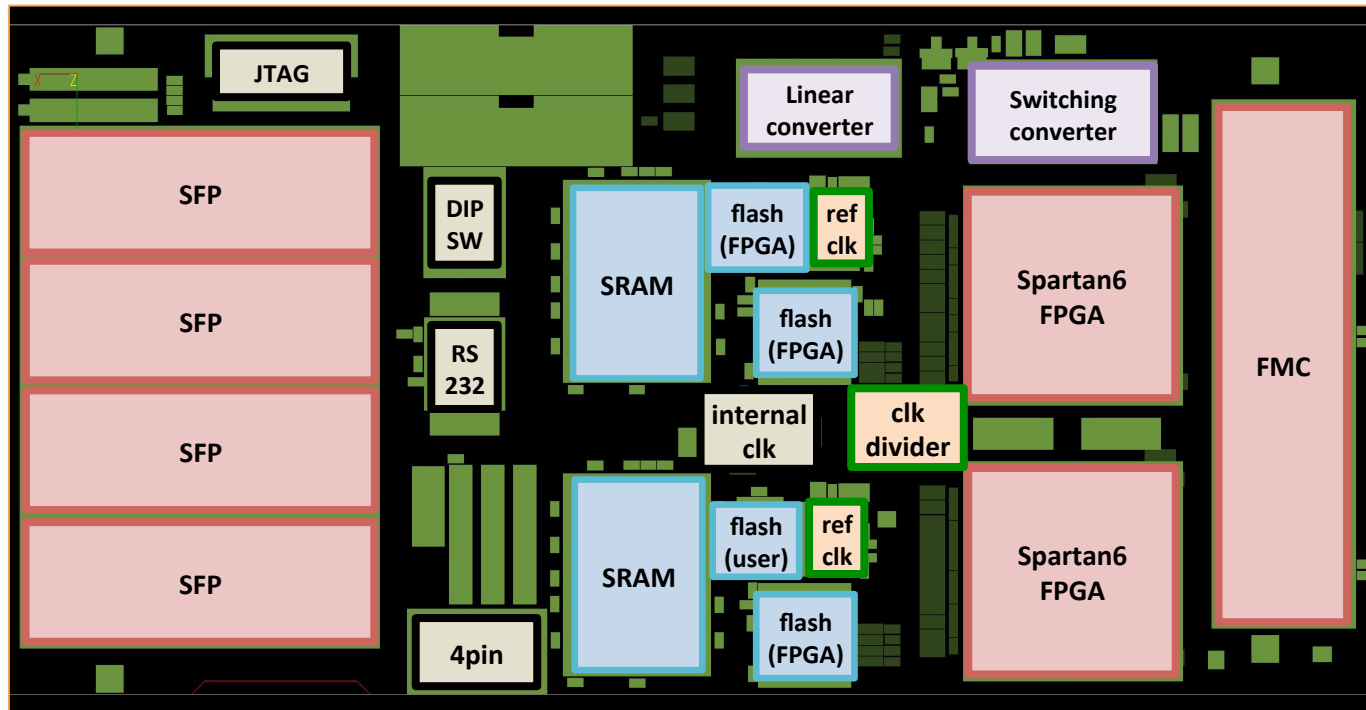 JTAG
X Z
Linear
converter
Switching
converter
SFP
DIP
SW
SRAM
flash
(FPGA)
ref
clk
Spartan6
FPGA
FMC
SFP
RS
232
flash
(FPGA)
SFP
internal
clk
clk
divider
SFP
SRAM
flash
(user)
ref
clk
Spartan6
FPGA
4pin
flash
(FPGA)